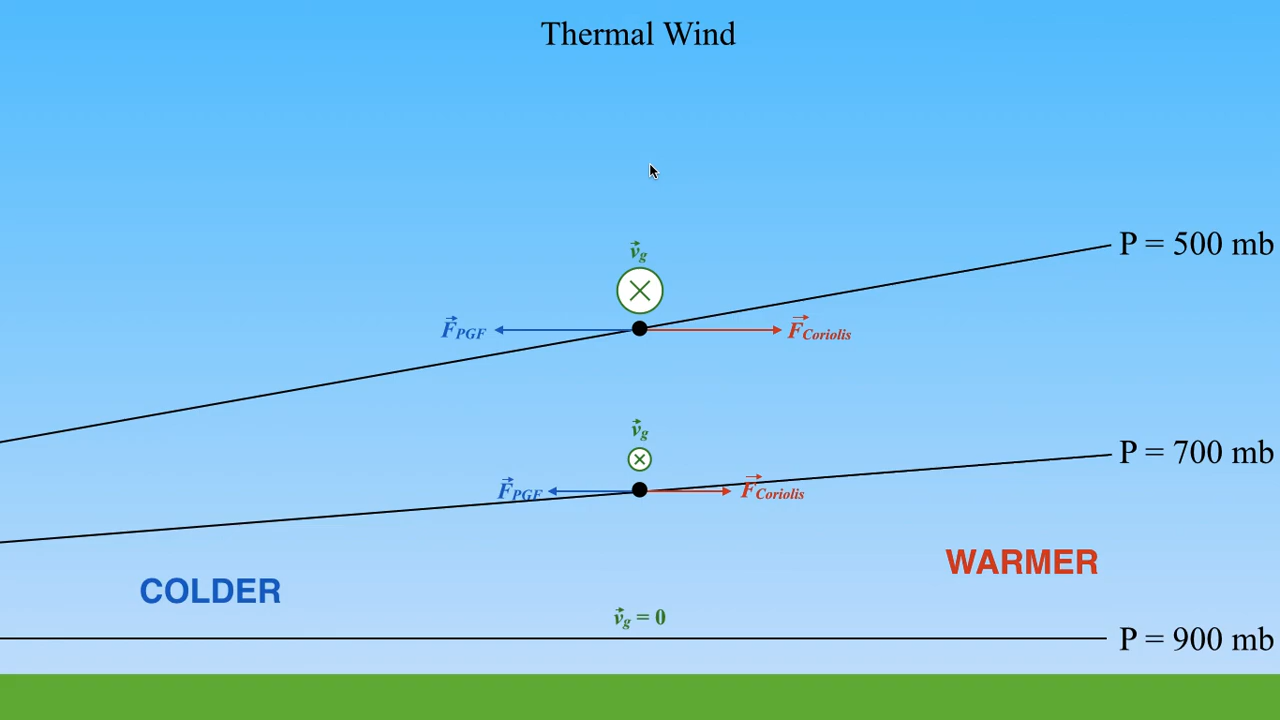 Thermal Wind
v⃗g
P = 500 mb
F⃗PGF
F⃗Coriolis
v⃗g
P = 700 mb
F⃗PGF
F⃗Coriolis
WARMER
COLDER
v⃗g = 0
P = 900 mb